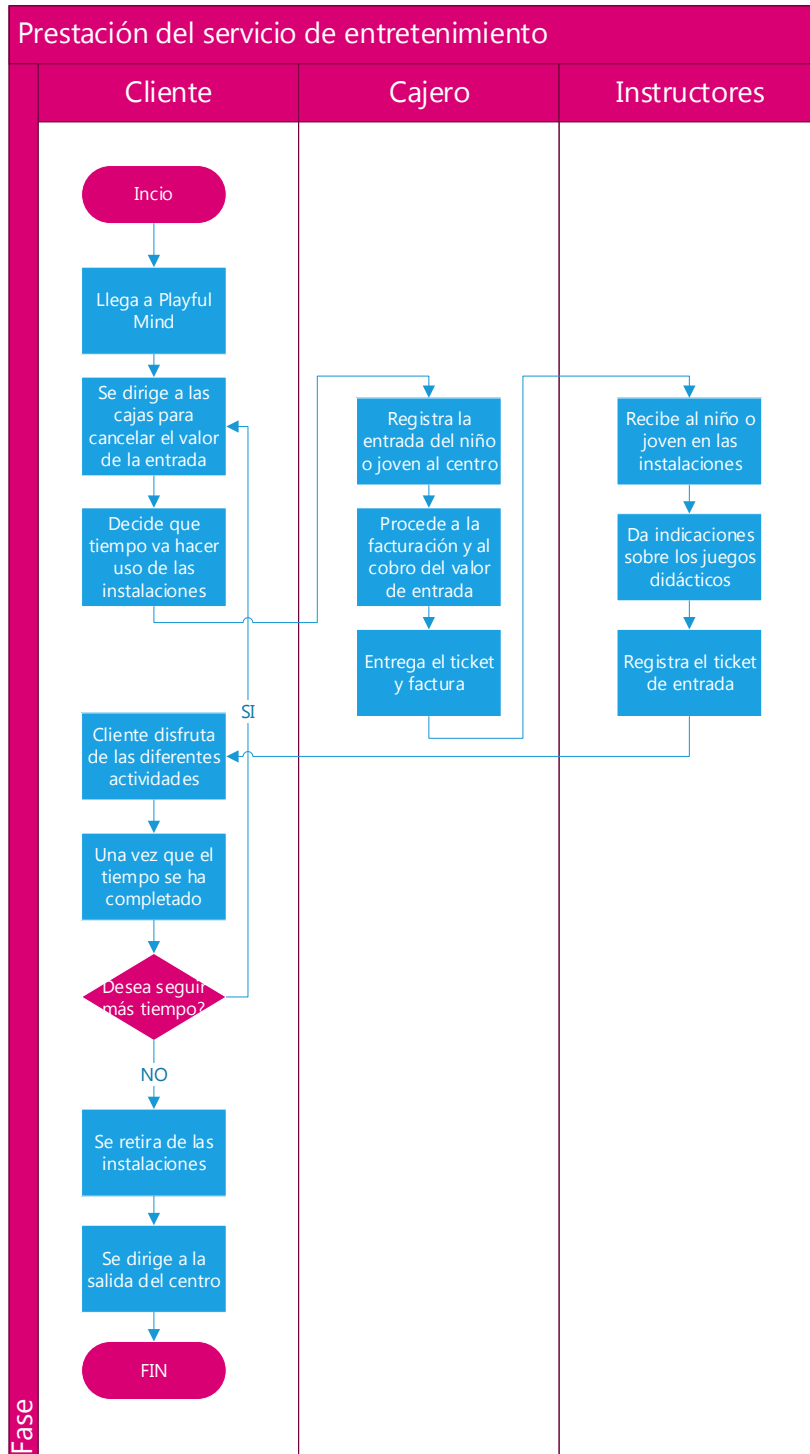 Prestación del servicio de entretenimiento
Fase
Cliente
Cajero
Instructores
Incio
Llega a Playful
Mind
Se dirige a las
cajas para
cancelar el valor
de la entrada
Decide que
tiempo va hacer
uso de las
instalaciones
Registra la
entrada del niño
o joven al centro
Procede a la
facturación y al
cobro del valor
de entrada
Entrega el ticket
y factura
Recibe al niño o
joven en las
instalaciones
Da indicaciones
sobre los juegos
didácticos
Registra el ticket
de entrada
Cliente disfruta
de las diferentes
actividades
Una vez que el
tiempo se ha
completado
Desea seguir
más tiempo?
SI
NO
Se retira de las
instalaciones
Se dirige a la
salida del centro
FIN